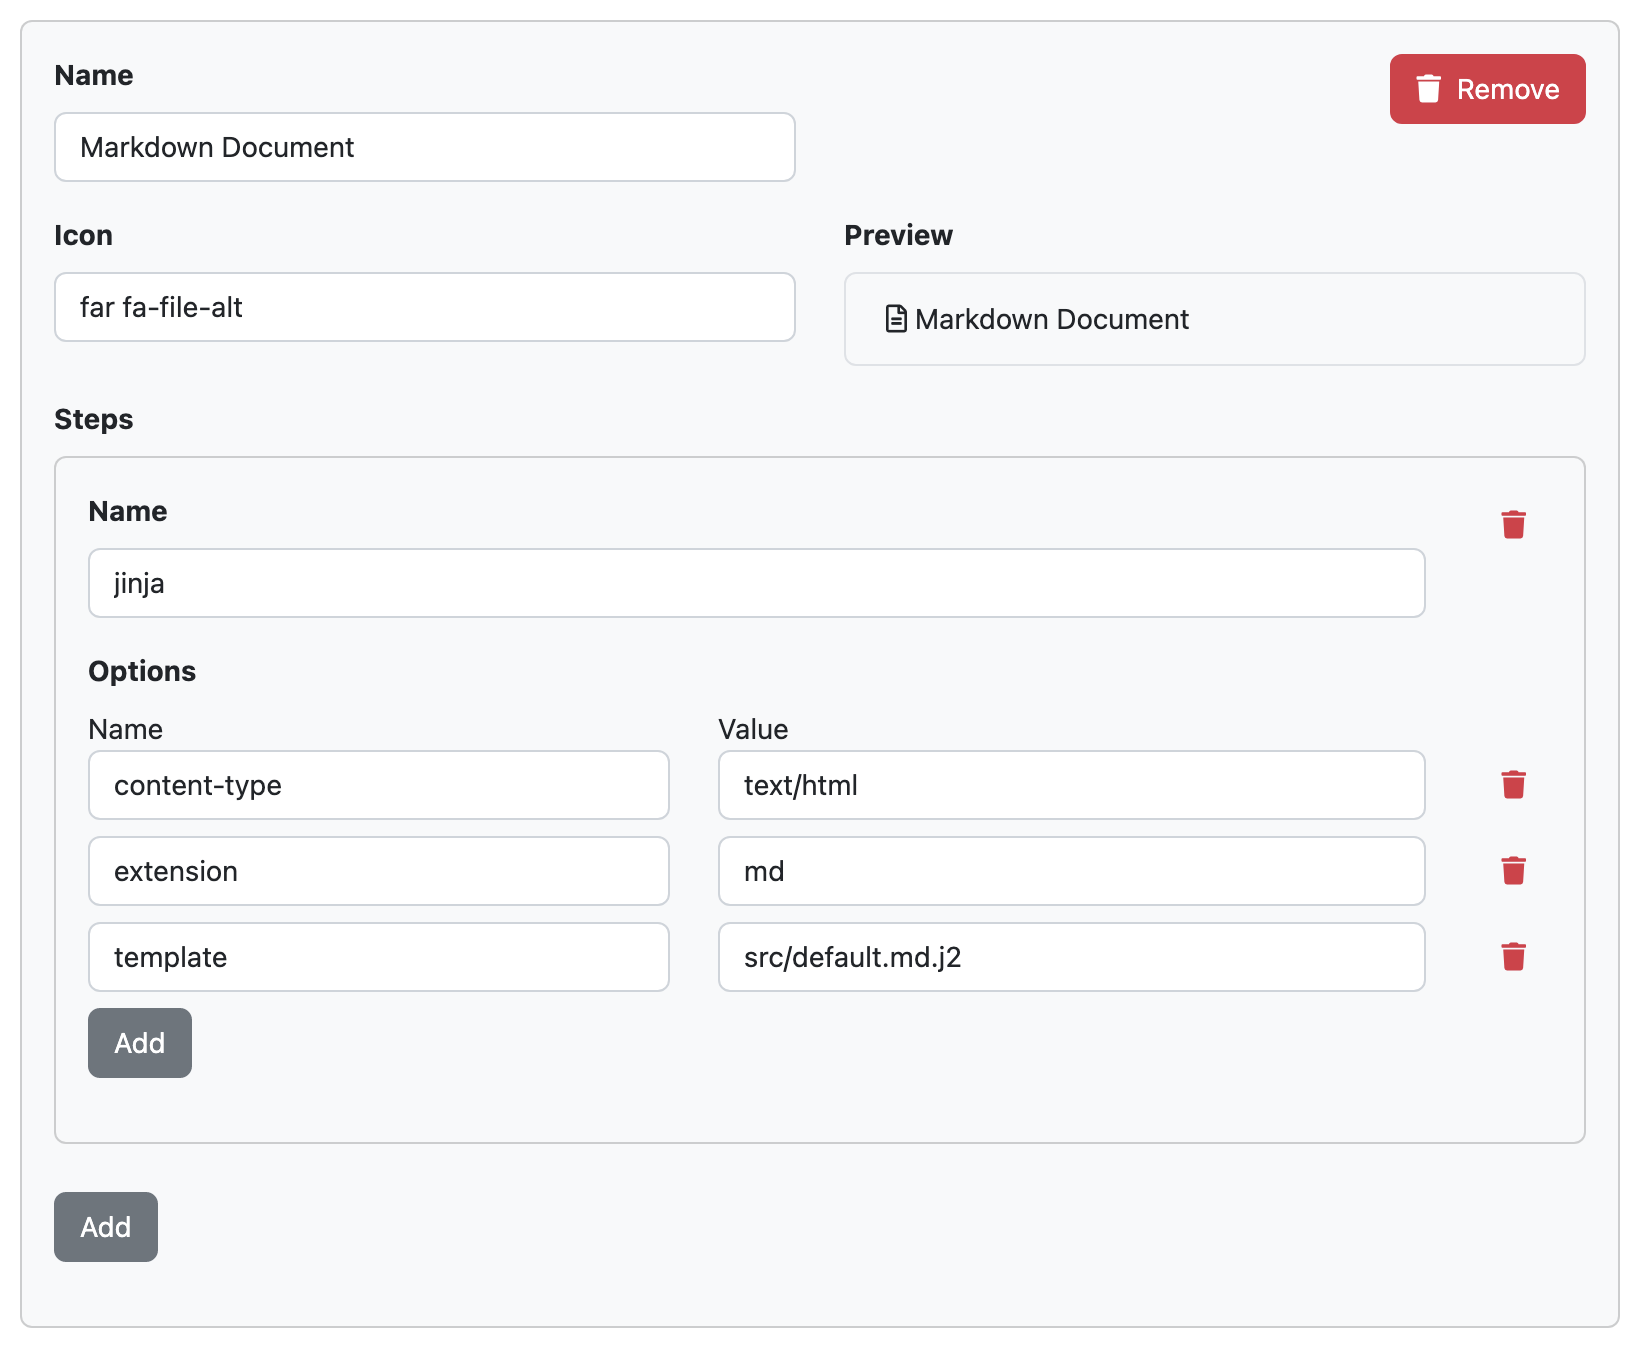 Name
Remove
Markdown Document
Icon
Preview
far fa-file-alt
Markdown Document
Steps
Name
jinja
Options
Name Value
content-type text/html
extension md
template src/default.md.j2
Add
Add